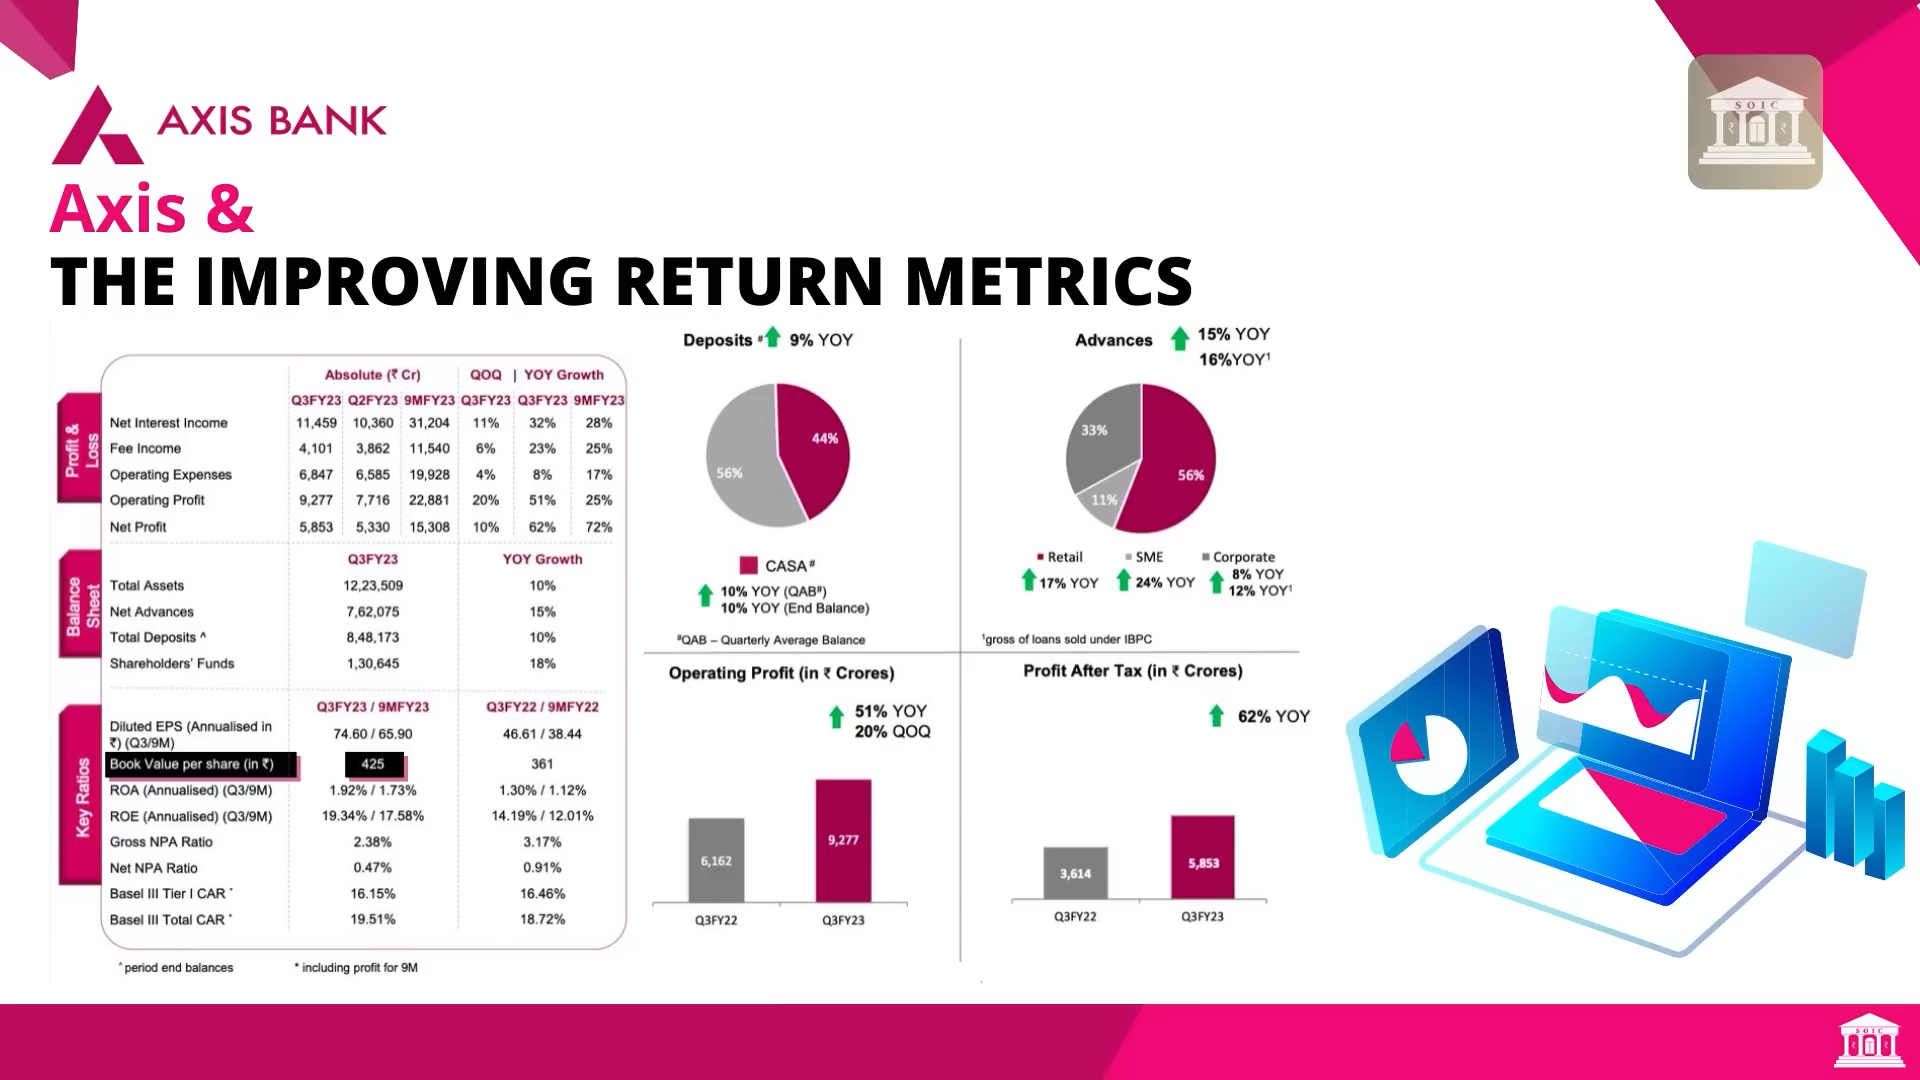 AXIS BANK
SOIC
Axis &
THE IMPROVING RETURN METRICS
Absolute (₹ Cr) QOQ | YOY Growth
Q3FY23 Q2FY23 9MFY23 Q3FY23 Q3FY23 9MFY23
Profit & Loss
Net Interest Income 11,459 10,360 31,204 11% 32% 28%
Fee Income 4,101 3,862 11,540 6% 23% 25%
Operating Expenses 6,847 6,585 19,928 4% 8% 17%
Operating Profit 9,277 7,716 22,881 20% 51% 25%
Net Profit 5,853 5,330 15,308 10% 62% 72%
Balance Sheet
Q3FY23 YOY Growth
Total Assets 12,23,509 10%
Net Advances 7,62,075 15%
Total Deposits ^ 8,48,173 10%
Shareholders' Funds 1,30,645 18%
Key Ratios
Q3FY23 / 9MFY23 Q3FY22 / 9MFY22
Diluted EPS (Annualised in
₹) (Q3/9M) 74.60 / 65.90 46.61 / 38.44
Book Value per share (in ₹) 425 361
ROA (Annualised) (Q3/9M) 1.92% / 1.73% 1.30% / 1.12%
ROE (Annualised) (Q3/9M) 19.34% / 17.58% 14.19% / 12.01%
Gross NPA Ratio 2.38% 3.17%
Net NPA Ratio 0.47% 0.91%
Basel III Tier I CAR * 16.15% 16.46%
Basel III Total CAR * 19.51% 18.72%
^ period end balances * including profit for 9M
Deposits # 9% YOY
44%
56%
CASA #
10% YOY (QAB#)
10% YOY (End Balance)
#QAB – Quarterly Average Balance
Advances 15% YOY
16%YOY¹
33%
56%
11%
Retail SME Corporate
17% YOY 24% YOY 8% YOY
12% YOY¹
¹gross of loans sold under IBPC
Operating Profit (in ₹ Crores)
51% YOY
20% QOQ
6,162
9,277
Q3FY22 Q3FY23
Profit After Tax (in ₹ Crores)
62% YOY
3,614
5,853
Q3FY22 Q3FY23
SOIC